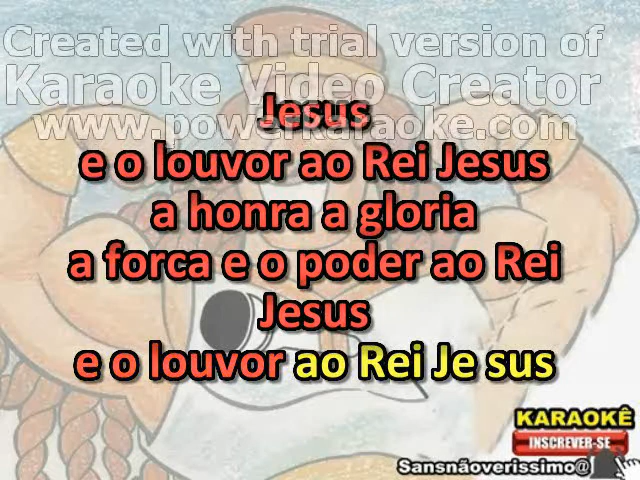 Created with trial version of
Karaoke Video Creator
www.powerkaraoke.com
Jesus
e o louvor ao Rei Jesus
a honra a gloria
a forca e o poder ao Rei
Jesus
e o louvor ao Rei Je sus
KARAOKÊ
INSCREVER-SE
Sansnãoverissimo@